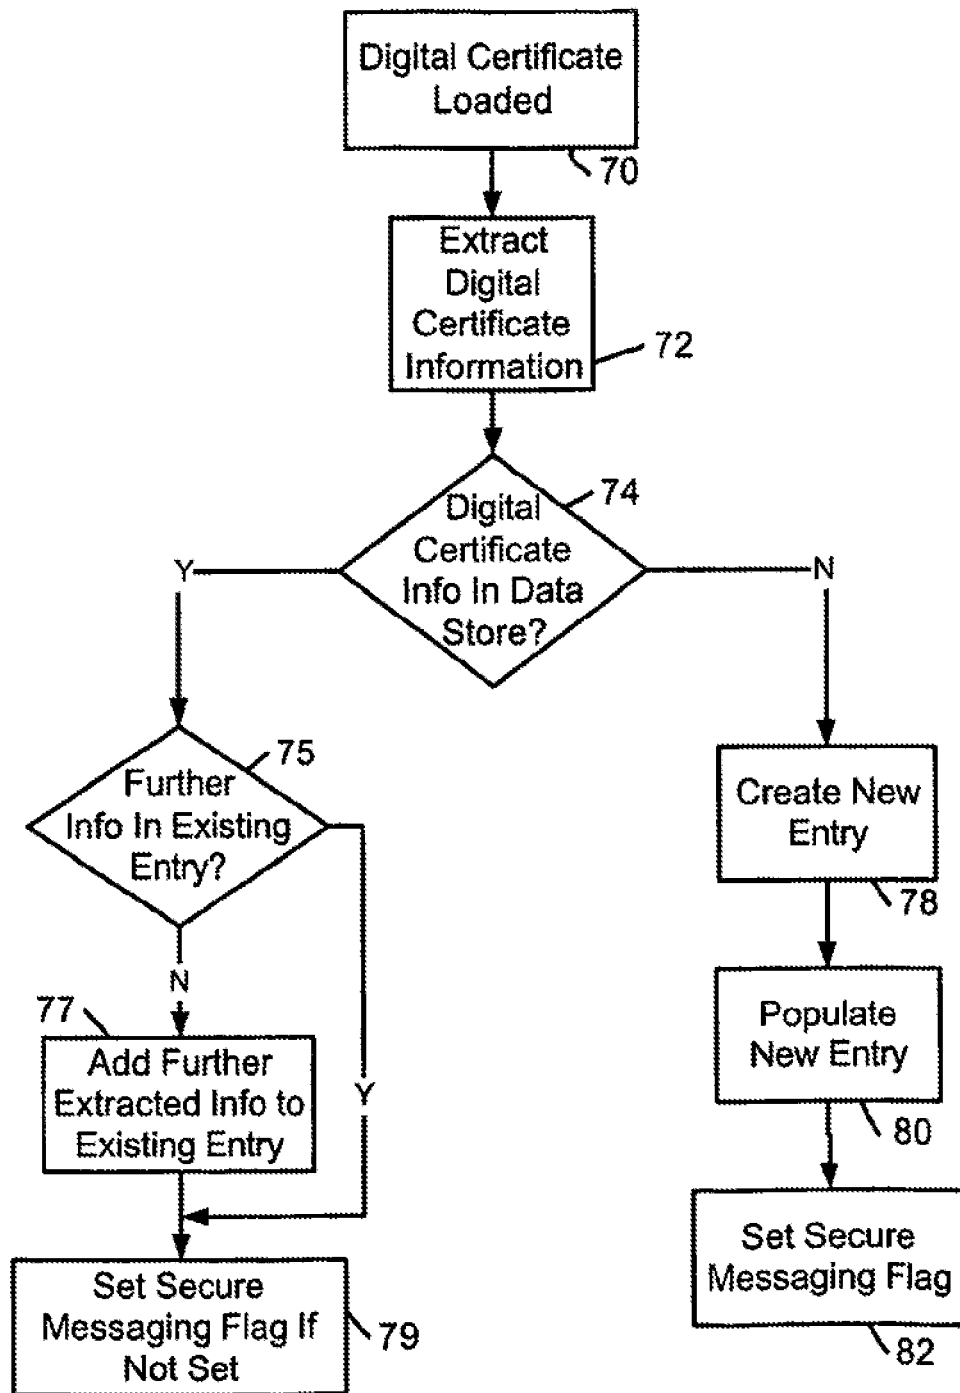 Digital Certificate
Loaded
70
Extract
Digital
Certificate
Information
72
74
Digital
Certificate
Info In Data
Store?
Y
N
75
Further
Info In Existing
Entry?
Create New
Entry
78
N
77
Add Further
Extracted Info to
Existing Entry
Y
Populate
New Entry
80
Set Secure
Messaging Flag If
Not Set
79
Set Secure
Messaging Flag
82